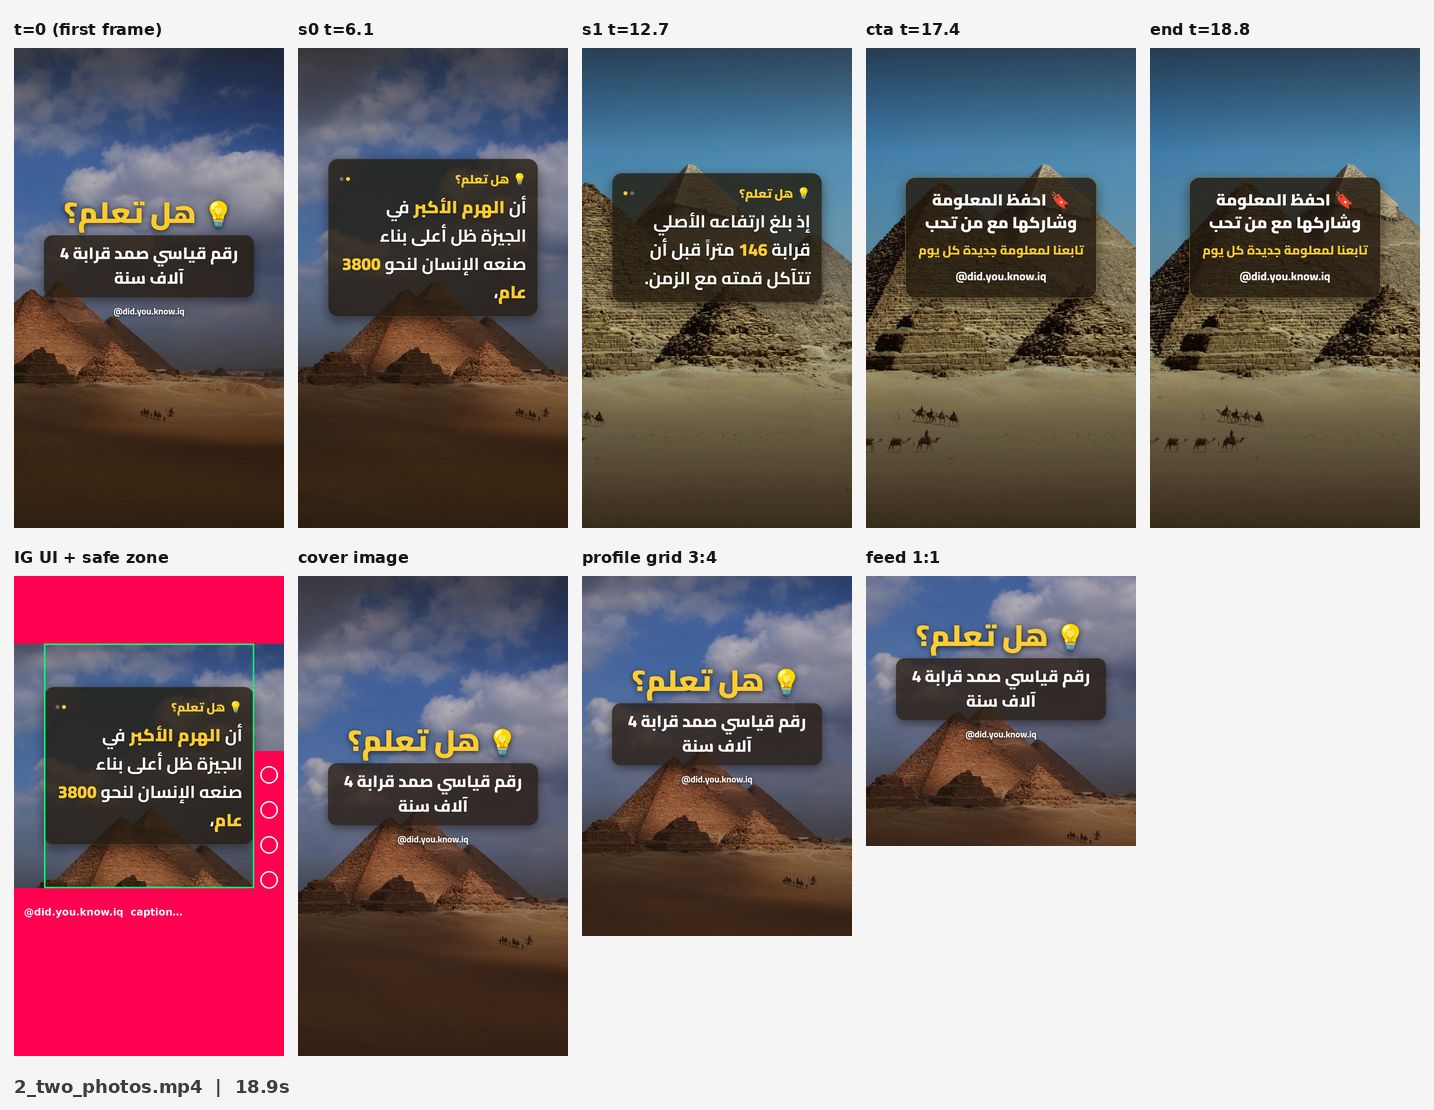 t=0 (first frame)
💡 هل تعلم؟
رقم قياسي صمد قرابة 4
آلاف سنة
@did.you.know.iq
s0 t=6.1
💡 هل تعلم؟
أن الهرم الأكبر في
الجيزة ظل أعلى بناء
صنعه الإنسان لنحو 3800
عام،
s1 t=12.7
💡 هل تعلم؟
إذ بلغ ارتفاعه الأصلي
قرابة 146 متراً قبل أن
تتآكل قمته مع الزمن.
cta t=17.4
🔖 احفظ المعلومة
وشاركها مع من تحب
تابعنا لمعلومة جديدة كل يوم
@did.you.know.iq
end t=18.8
🔖 احفظ المعلومة
وشاركها مع من تحب
تابعنا لمعلومة جديدة كل يوم
@did.you.know.iq
IG UI + safe zone
💡 هل تعلم؟
أن الهرم الأكبر في
الجيزة ظل أعلى بناء
صنعه الإنسان لنحو 3800
عام،
@did.you.know.iq caption...
cover image
💡 هل تعلم؟
رقم قياسي صمد قرابة 4
آلاف سنة
@did.you.know.iq
profile grid 3:4
💡 هل تعلم؟
رقم قياسي صمد قرابة 4
آلاف سنة
@did.you.know.iq
feed 1:1
💡 هل تعلم؟
رقم قياسي صمد قرابة 4
آلاف سنة
@did.you.know.iq
2_two_photos.mp4 | 18.9s